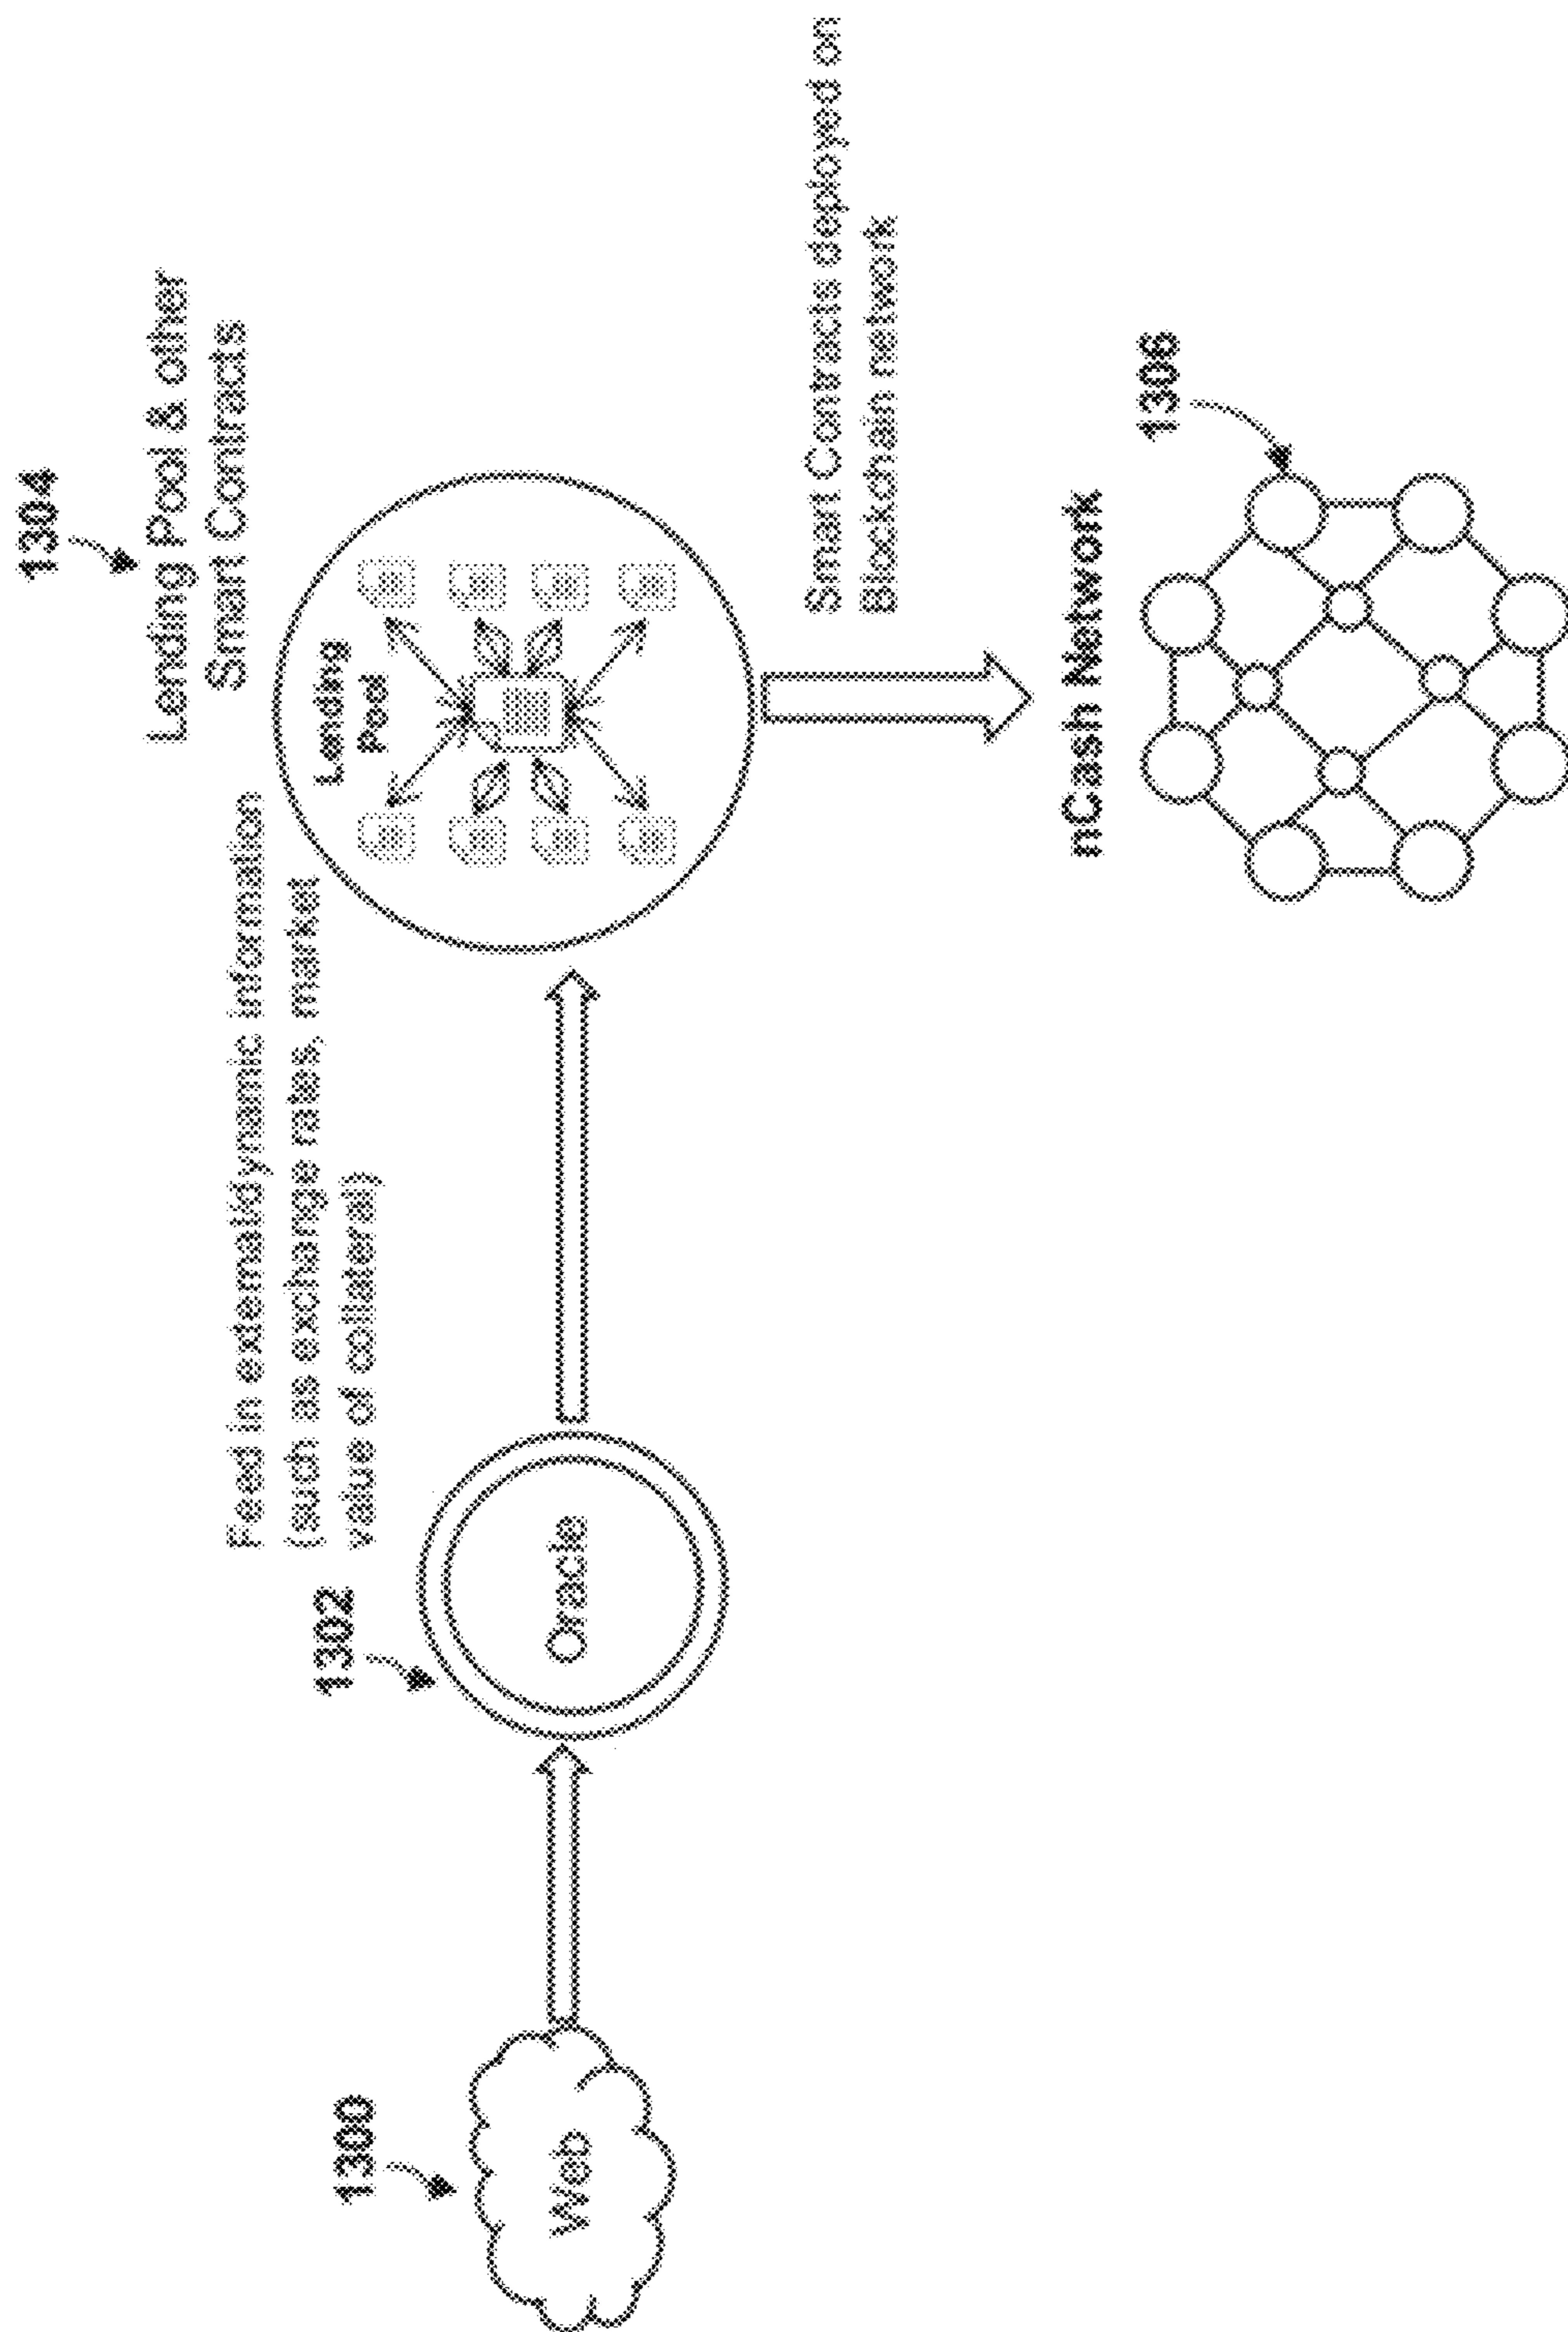 1300
Web
1302
Oracle
Feed in external/dynamic information
(such as exchange rates, market
value of collateral)
1304
Lending Pool & other
Smart Contracts
Lending
Pool
Smart Contracts deployed on
Blockchain network
nCash Network
1306